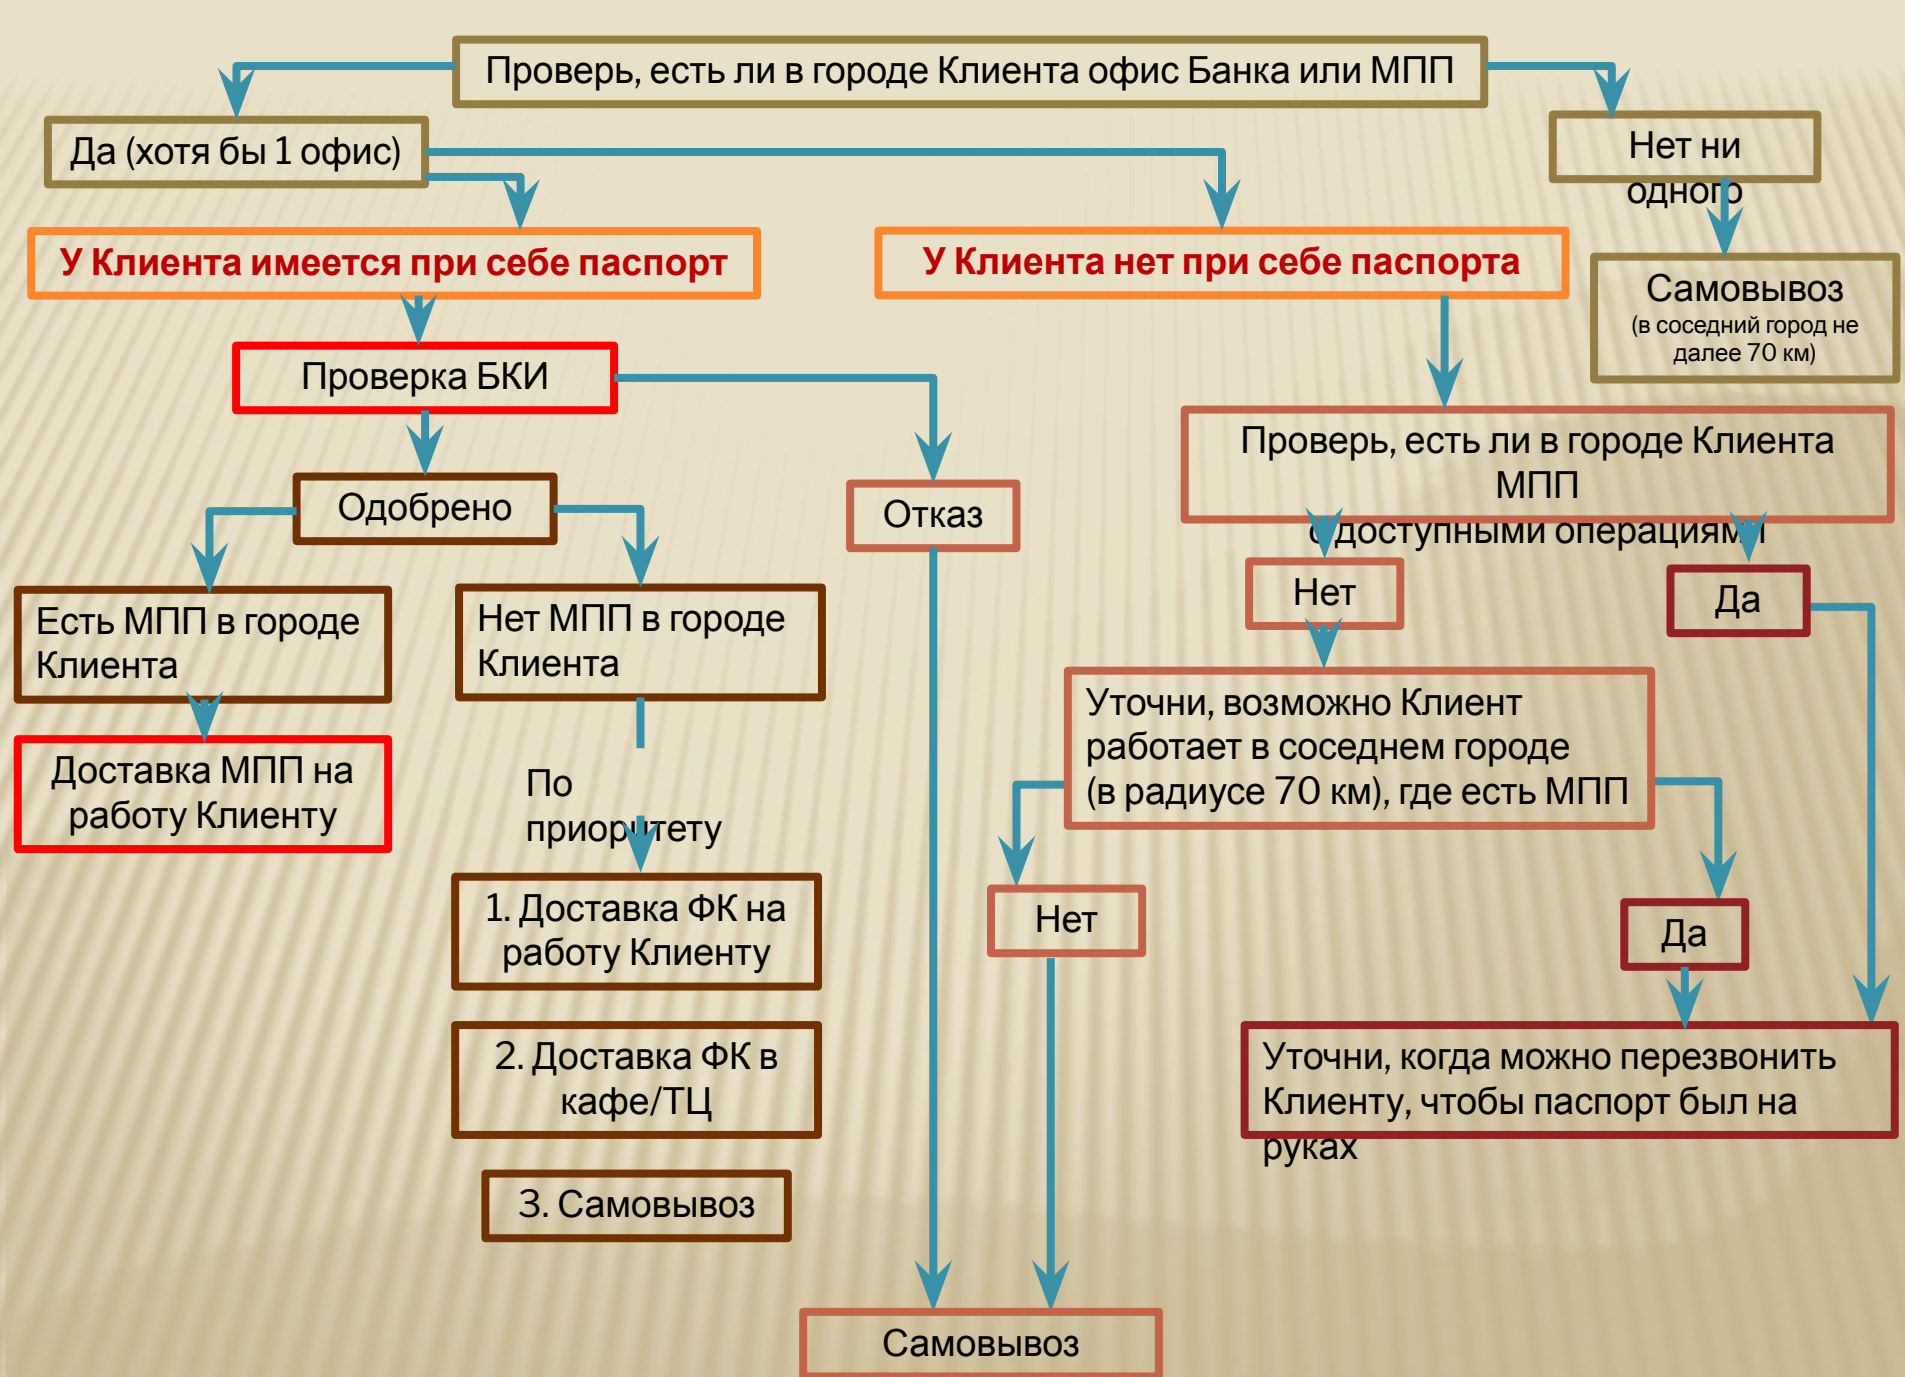 Проверь, есть ли в городе Клиента офис Банка или МПП
Да (хотя бы 1 офис)
Нет ни
одного
У Клиента имеется при себе паспорт
У Клиента нет при себе паспорта
Самовывоз
(в соседний город не
далее 70 км)
Проверка БКИ
Проверь, есть ли в городе Клиента
МПП
с доступными операциями
Одобрено
Отказ
Нет
Да
Есть МПП в городе
Клиента
Нет МПП в городе
Клиента
Уточни, возможно Клиент
работает в соседнем городе
(в радиусе 70 км), где есть МПП
Доставка МПП на
работу Клиенту
По
приоритету
1. Доставка ФК на
работу Клиенту
Нет
Да
2. Доставка ФК в
кафе/ТЦ
Уточни, когда можно перезвонить
Клиенту, чтобы паспорт был на
руках
3. Самовывоз
Самовывоз